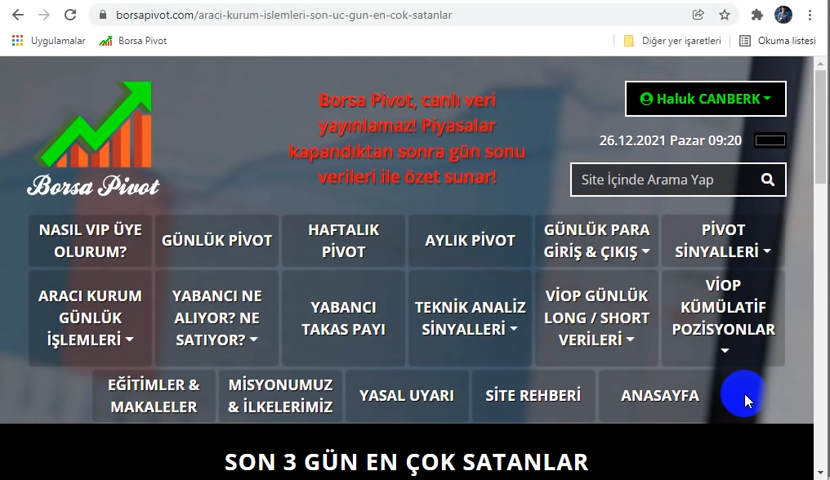 borsapivot.com/araci-kurum-islemleri-son-uc-gun-en-cok-satanlar
Uygulamalar
Borsa Pivot
Diğer yer işaretleri
Okuma listesi
Borsa Pivot
Borsa Pivot, canlı veri
yayınlamaz! Piyasalar
kapandıktan sonra gün sonu
verileri ile özet sunar!
Haluk CANBERK
26.12.2021 Pazar 09:20
Site İçinde Arama Yap
NASIL VIP ÜYE
OLURUM?
GÜNLÜK PİVOT
HAFTALIK
PİVOT
AYLIK PİVOT
GÜNLÜK PARA
GİRİŞ & ÇIKIŞ
PİVOT
SİNYALLERİ
ARACI KURUM
GÜNLÜK
İŞLEMLERİ
YABANCI NE
ALIYOR? NE
SATIYOR?
YABANCI
TAKAS PAYI
TEKNİK ANALİZ
SİNYALLERİ
VİOP GÜNLÜK
LONG / SHORT
VERİLERİ
VİOP
KÜMÜLATİF
POZİSYONLAR
EĞİTİMLER &
MAKALELER
MİSYONUMUZ
& İLKELERİMİZ
YASAL UYARI
SİTE REHBERİ
ANASAYFA
SON 3 GÜN EN ÇOK SATANLAR